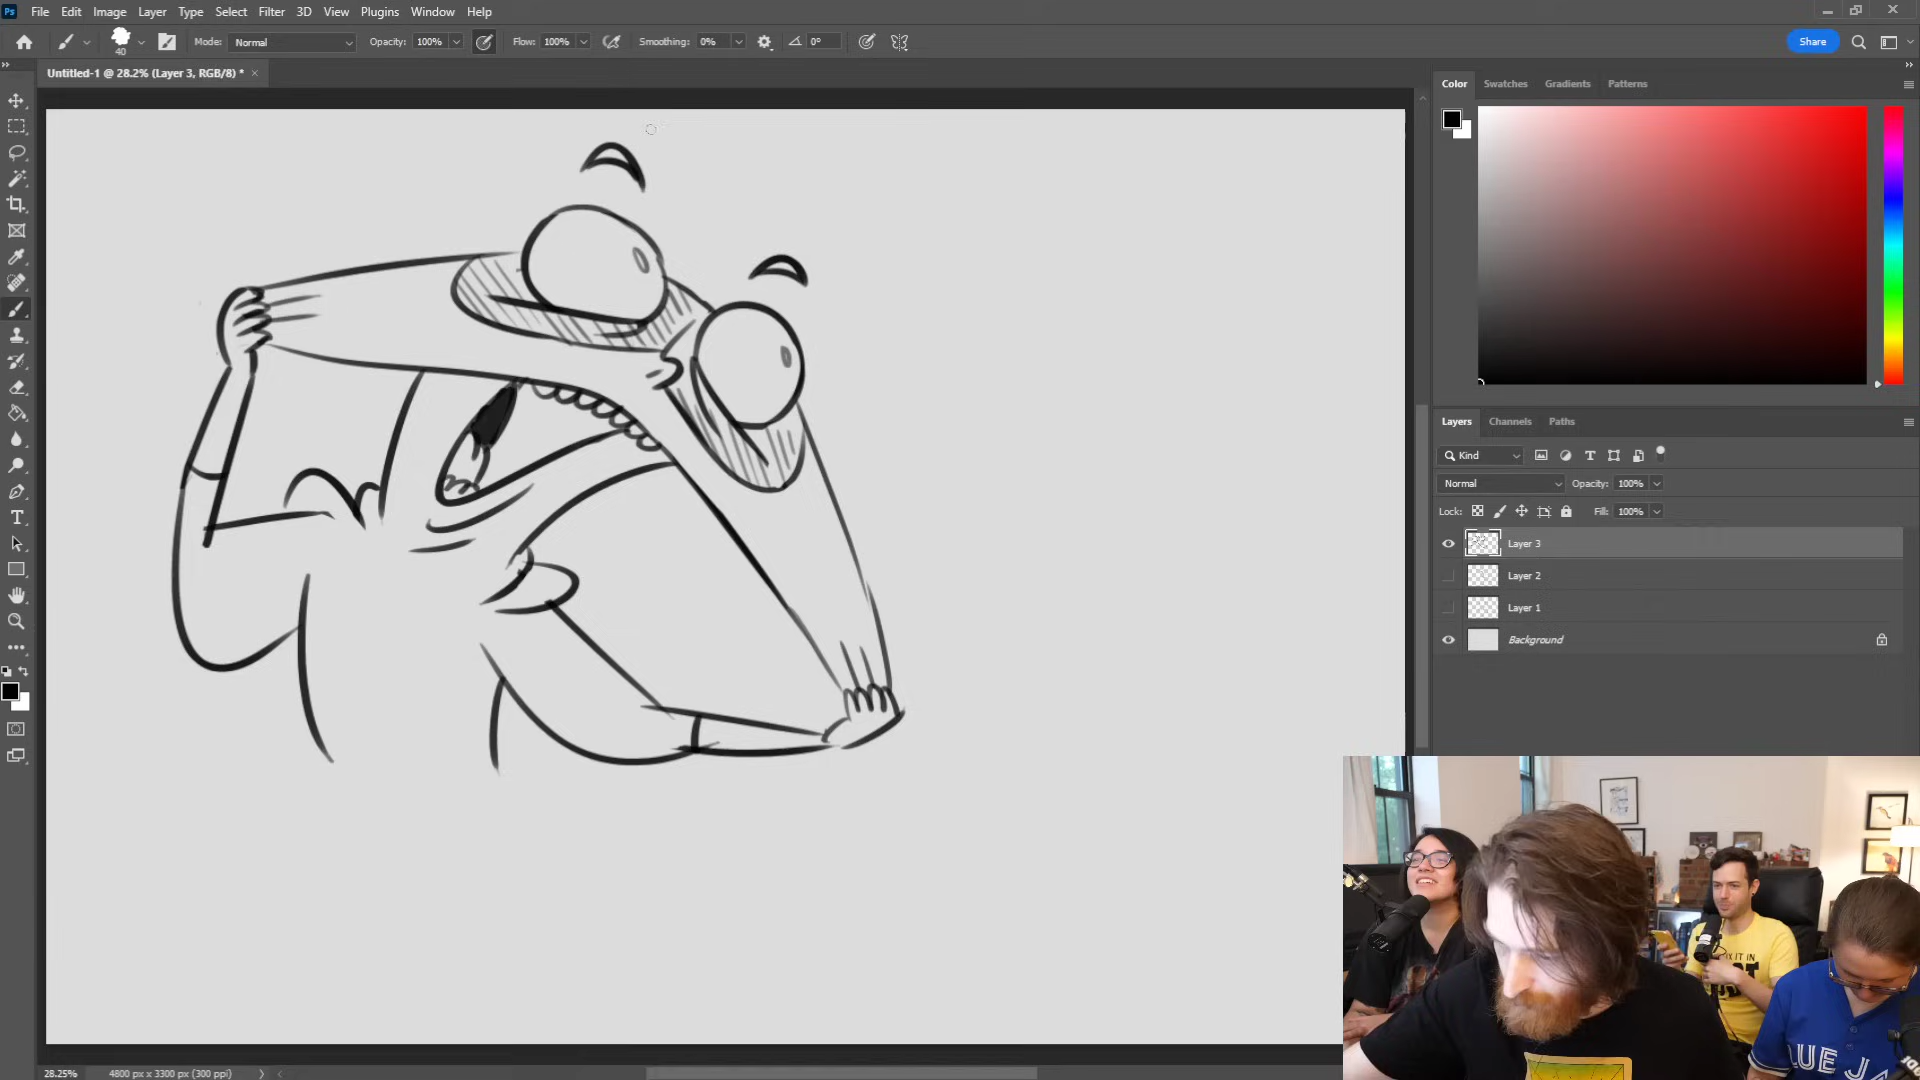 Ps File Edit Image Layer Type Select Filter 3D View Plugins Window Help
40 Mode: Normal Opacity: 100% Flow: 100% Smoothing: 0% 0° Share
Untitled-1 @ 28.2% (Layer 3, RGB/8) *
Color Swatches Gradients Patterns
Layers Channels Paths
Kind
Normal Opacity: 100%
Lock: Fill: 100%
Layer 3
Layer 2
Layer 1
Background
28.25% 4800 px x 3300 px (300 ppi)